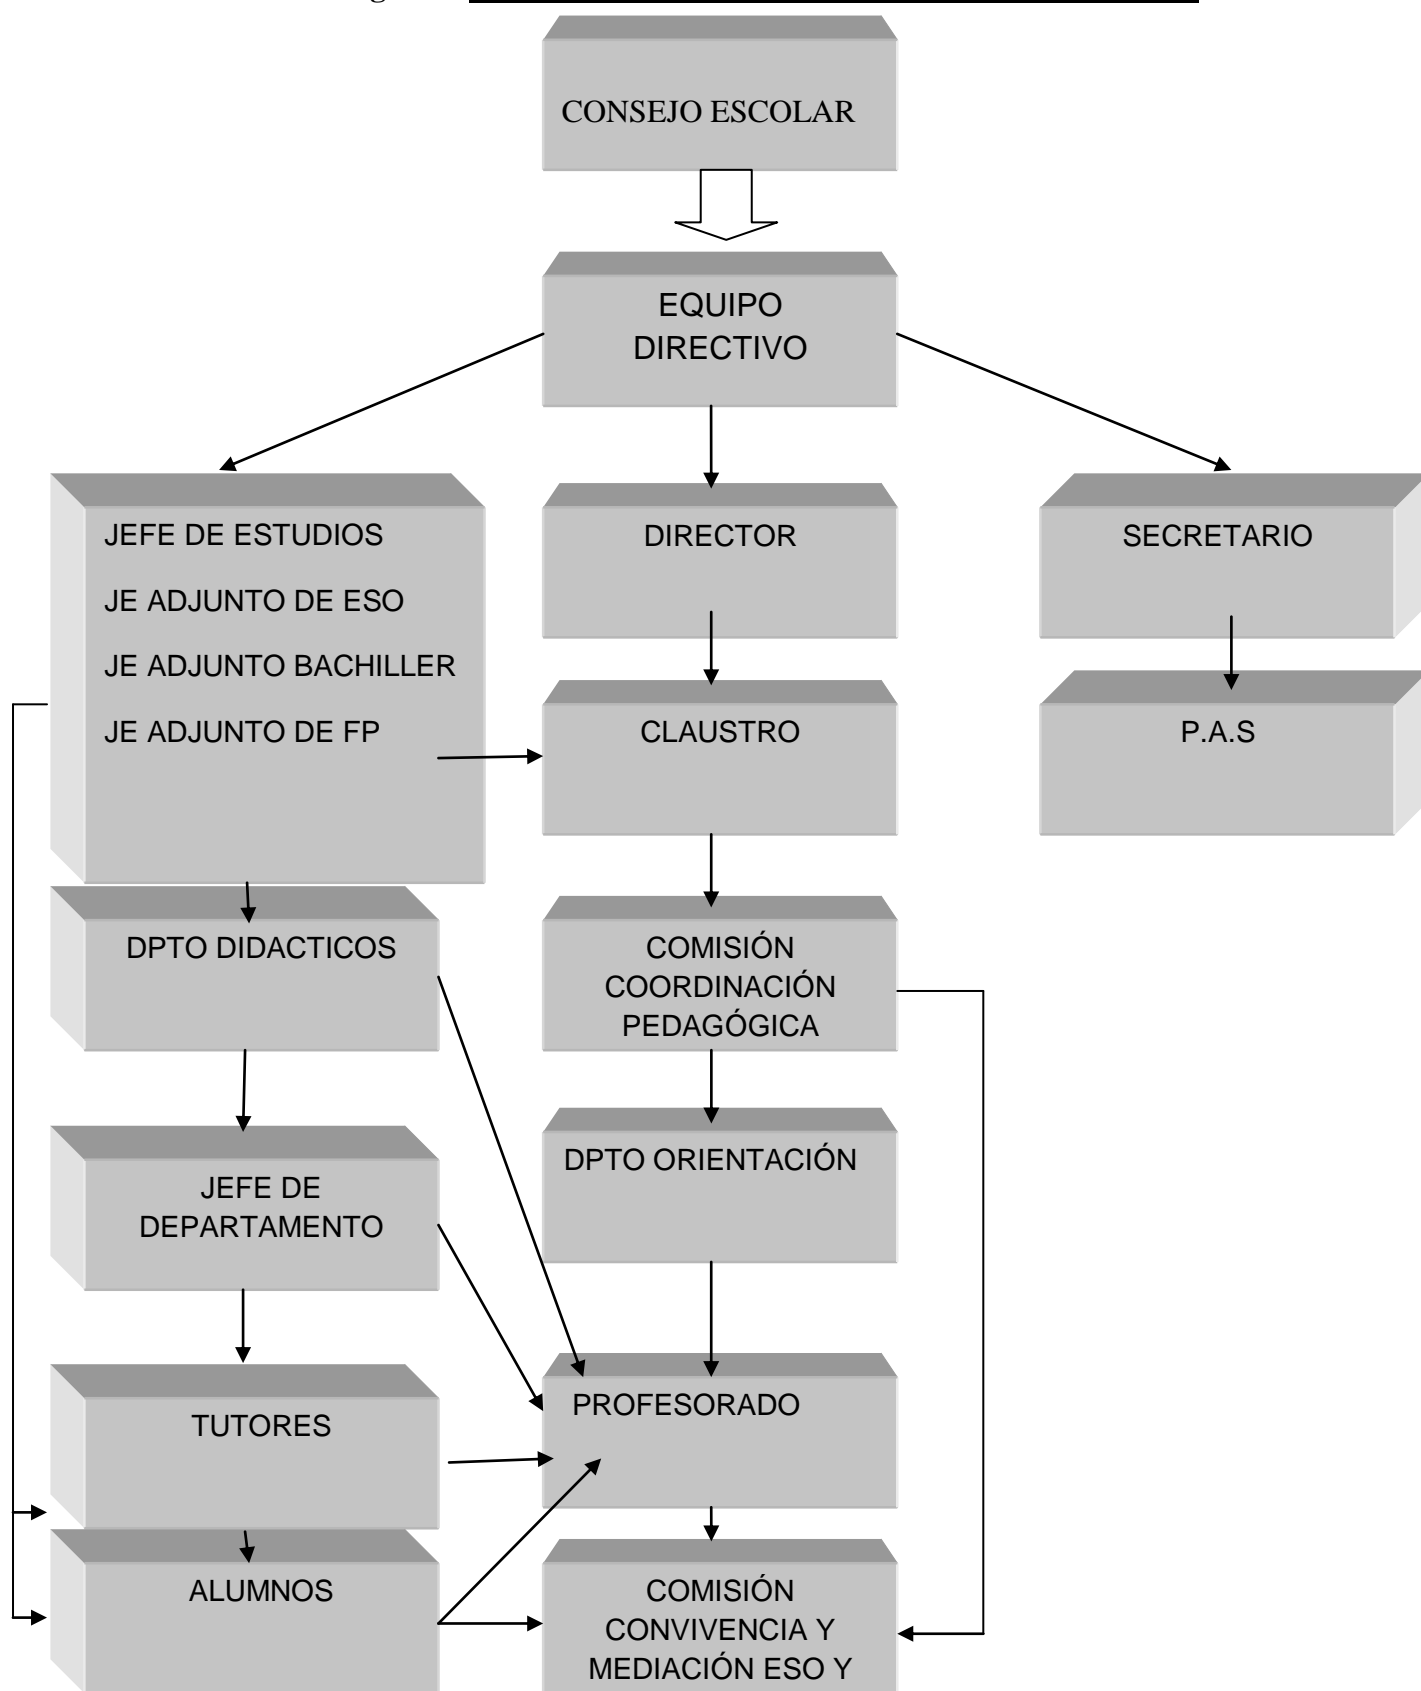 CONSEJO ESCOLAR
EQUIPO
DIRECTIVO
JEFE DE ESTUDIOS
JE ADJUNTO DE ESO
JE ADJUNTO BACHILLER
JE ADJUNTO DE FP
DIRECTOR
SECRETARIO
CLAUSTRO
P.A.S
DPTO DIDACTICOS
COMISIÓN
COORDINACIÓN
PEDAGÓGICA
JEFE DE
DEPARTAMENTO
DPTO ORIENTACIÓN
TUTORES
PROFESORADO
ALUMNOS
COMISIÓN
CONVIVENCIA Y
MEDIACIÓN ESO Y